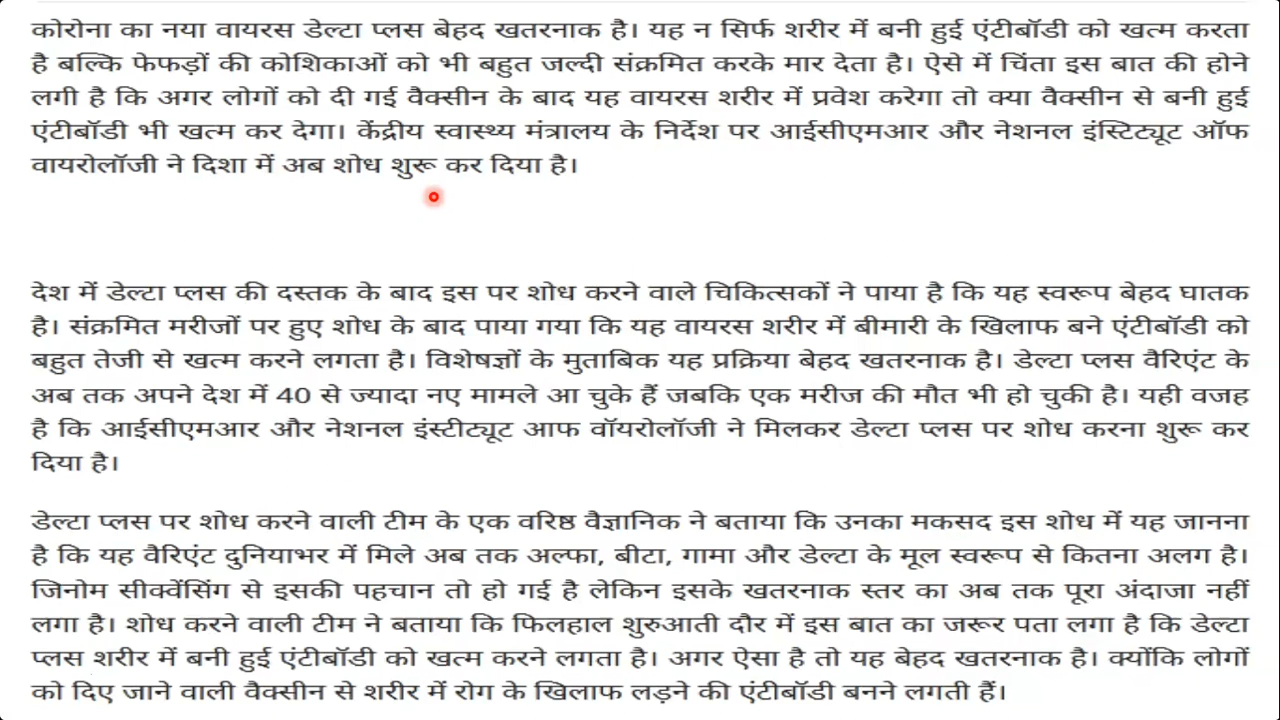 कोरोना का नया वायरस डेल्टा प्लस बेहद खतरनाक है। यह न सिर्फ शरीर में बनी हुई एंटीबॉडी को खत्म करता
है बल्कि फेफड़ों की कोशिकाओं को भी बहुत जल्दी संक्रमित करके मार देता है। ऐसे में चिंता इस बात की होने
लगी है कि अगर लोगों को दी गई वैक्सीन के बाद यह वायरस शरीर में प्रवेश करेगा तो क्या वैक्सीन से बनी हुई
एंटीबॉडी भी खत्म कर देगा। केंद्रीय स्वास्थ्य मंत्रालय के निर्देश पर आईसीएमआर और नेशनल इंस्टिट्यूट ऑफ
वायरोलॉजी ने दिशा में अब शोध शुरू कर दिया है।
देश में डेल्टा प्लस की दस्तक के बाद इस पर शोध करने वाले चिकित्सकों ने पाया है कि यह स्वरूप बेहद घातक
है। संक्रमित मरीजों पर हुए शोध के बाद पाया गया कि यह वायरस शरीर में बीमारी के खिलाफ बने एंटीबॉडी को
बहुत तेजी से खत्म करने लगता है। विशेषज्ञों के मुताबिक यह प्रक्रिया बेहद खतरनाक है। डेल्टा प्लस वैरिएंट के
अब तक अपने देश में 40 से ज्यादा नए मामले आ चुके हैं जबकि एक मरीज की मौत भी हो चुकी है। यही वजह
है कि आईसीएमआर और नेशनल इंस्टीट्यूट आफ वॉयरोलॉजी ने मिलकर डेल्टा प्लस पर शोध करना शुरू कर
दिया है।
डेल्टा प्लस पर शोध करने वाली टीम के एक वरिष्ठ वैज्ञानिक ने बताया कि उनका मकसद इस शोध में यह जानना
है कि यह वैरिएंट दुनियाभर में मिले अब तक अल्फा, बीटा, गामा और डेल्टा के मूल स्वरूप से कितना अलग है।
जिनोम सीक्वेंसिंग से इसकी पहचान तो हो गई है लेकिन इसके खतरनाक स्तर का अब तक पूरा अंदाजा नहीं
लगा है। शोध करने वाली टीम ने बताया कि फिलहाल शुरुआती दौर में इस बात का जरूर पता लगा है कि डेल्टा
प्लस शरीर में बनी हुई एंटीबॉडी को खत्म करने लगता है। अगर ऐसा है तो यह बेहद खतरनाक है। क्योंकि लोगों
को दिए जाने वाली वैक्सीन से शरीर में रोग के खिलाफ लड़ने की एंटीबॉडी बनने लगती हैं।